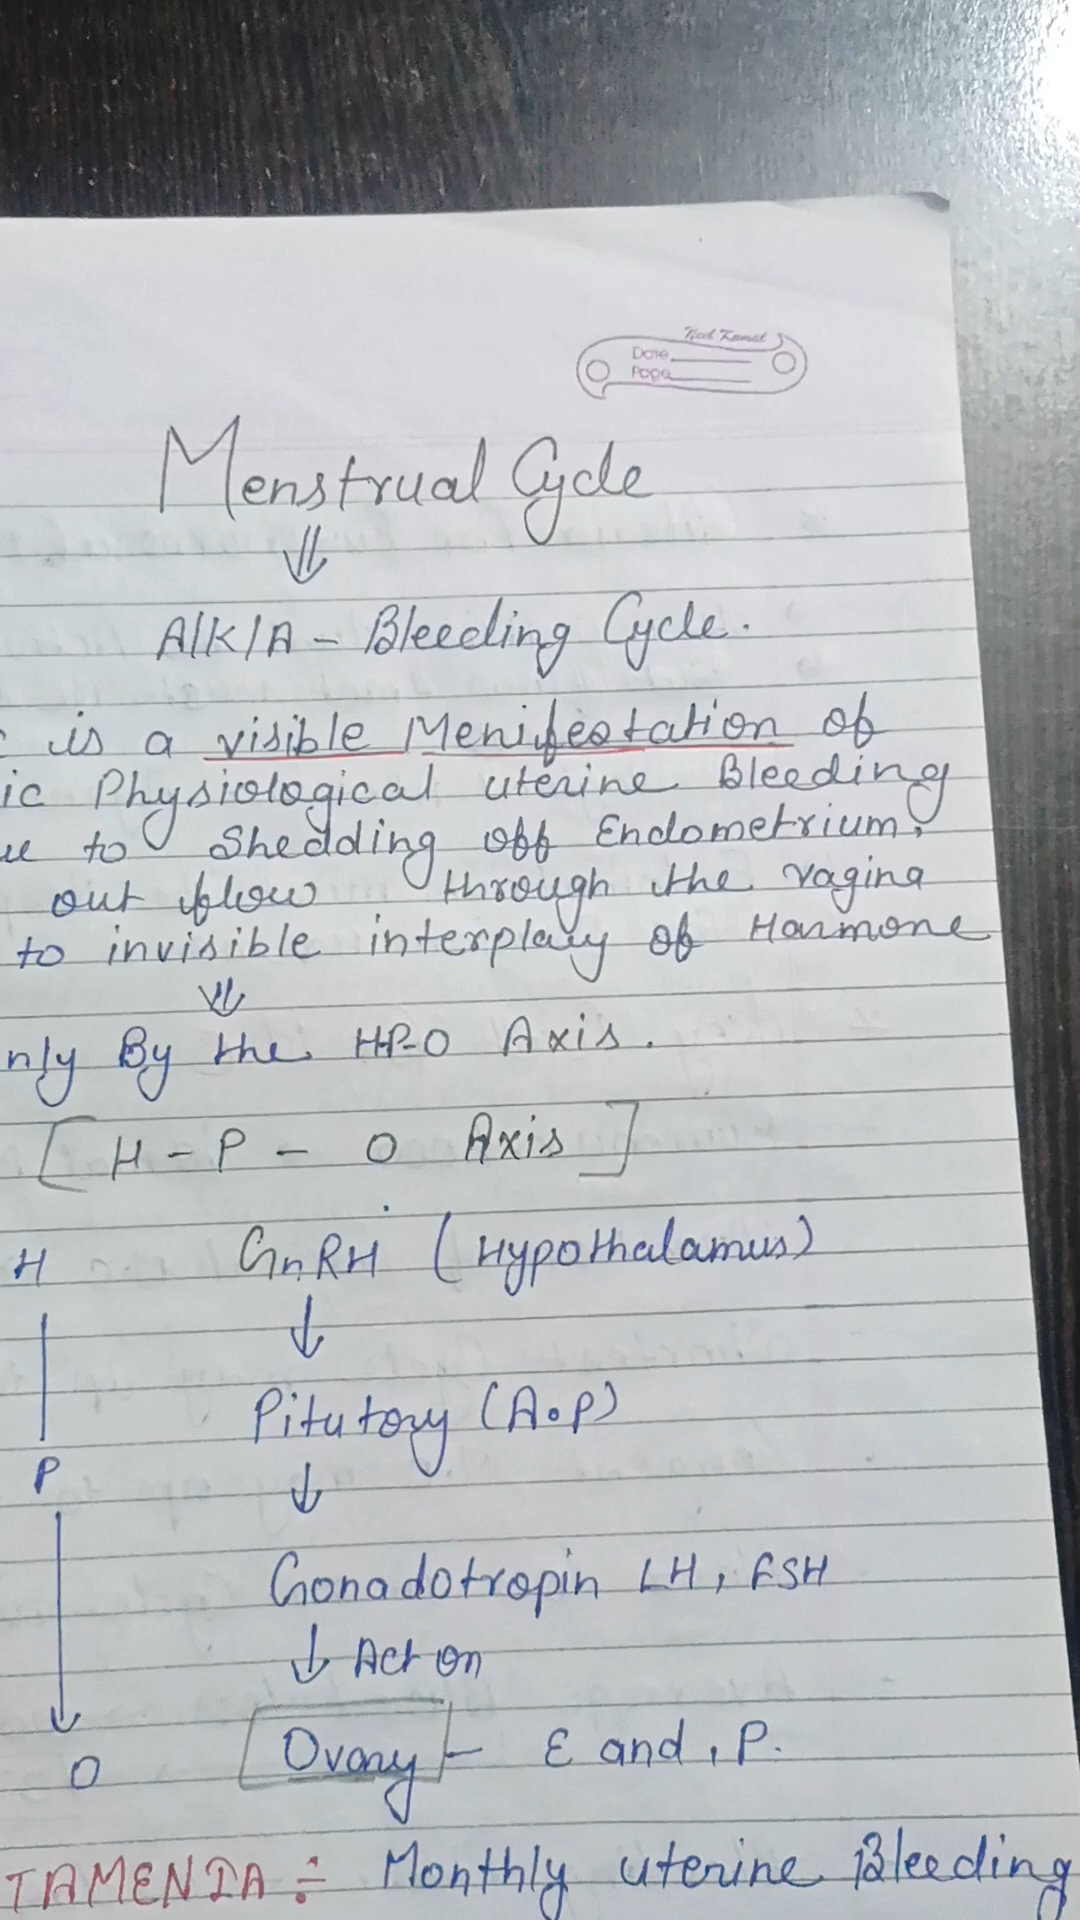 Neel Kamal
Date
Page
Menstrual Cycle
A/K/A - Bleeding Cycle.
is a visible Menifestation of
ic Physiological uterine Bleeding
ue to Shedding off Endometrium,
out flow through the vagina
to invisible interplay of Harmone
nly By the H-P-O Axis.
[H - P - O Axis]
H GnRH (Hypothalamus)
↓
Pitutory (A.P)
P ↓
Gonadotropin LH, FSH
↓ Act on
O Ovary - E and, P.
TAMENIA ÷ Monthly uterine Bleeding